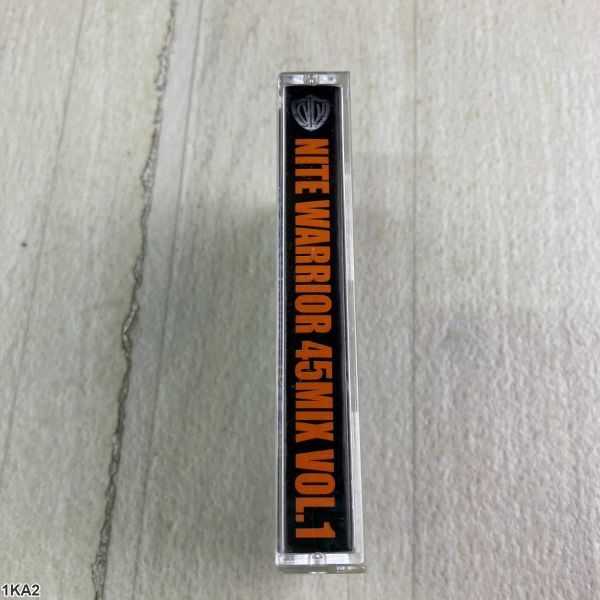 NITE WARRIOR 45MIX VOL.1
1KA2